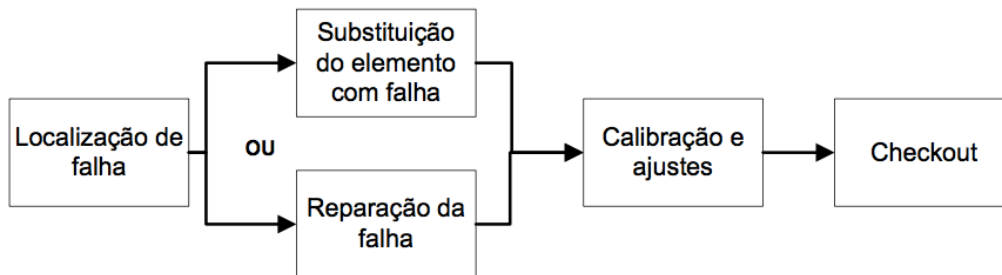 Localização de
falha
Substituição
do elemento
com falha
OU
Reparação da
falha
Calibração e
ajustes
Checkout